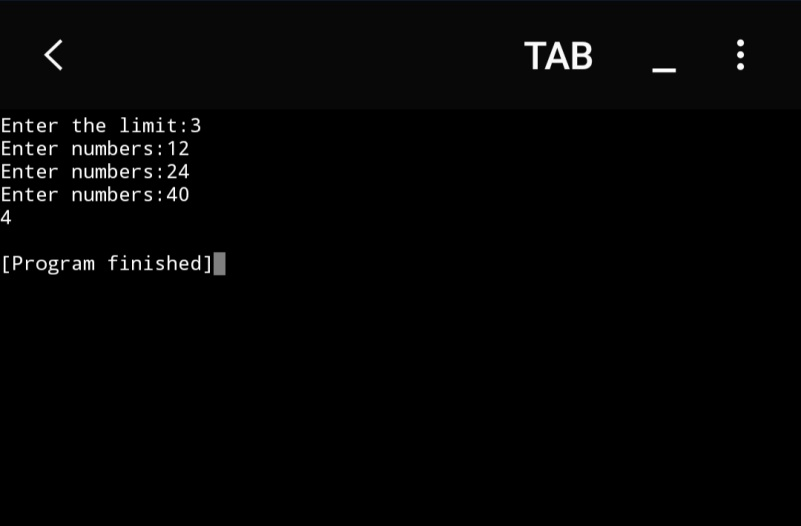 TAB _
Enter the limit:3
Enter numbers:12
Enter numbers:24
Enter numbers:40
4
[Program finished]